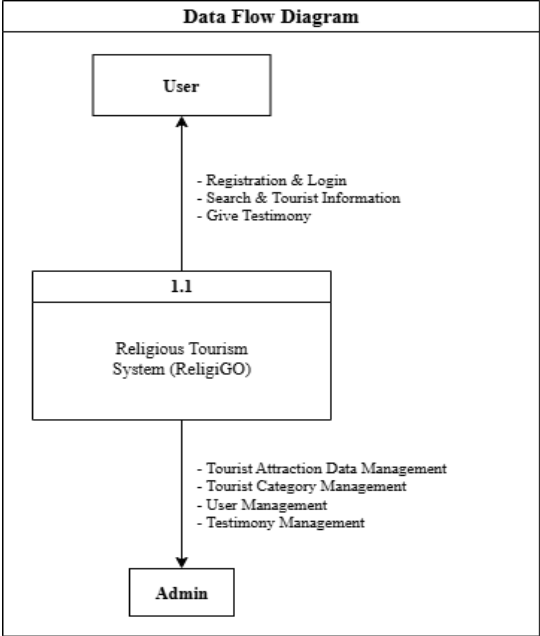 Data Flow Diagram
User
- Registration & Login
- Search & Tourist Information
- Give Testimony
1.1
Religious Tourism
System (ReligiGO)
- Tourist Attraction Data Management
- Tourist Category Management
- User Management
- Testimony Management
Admin